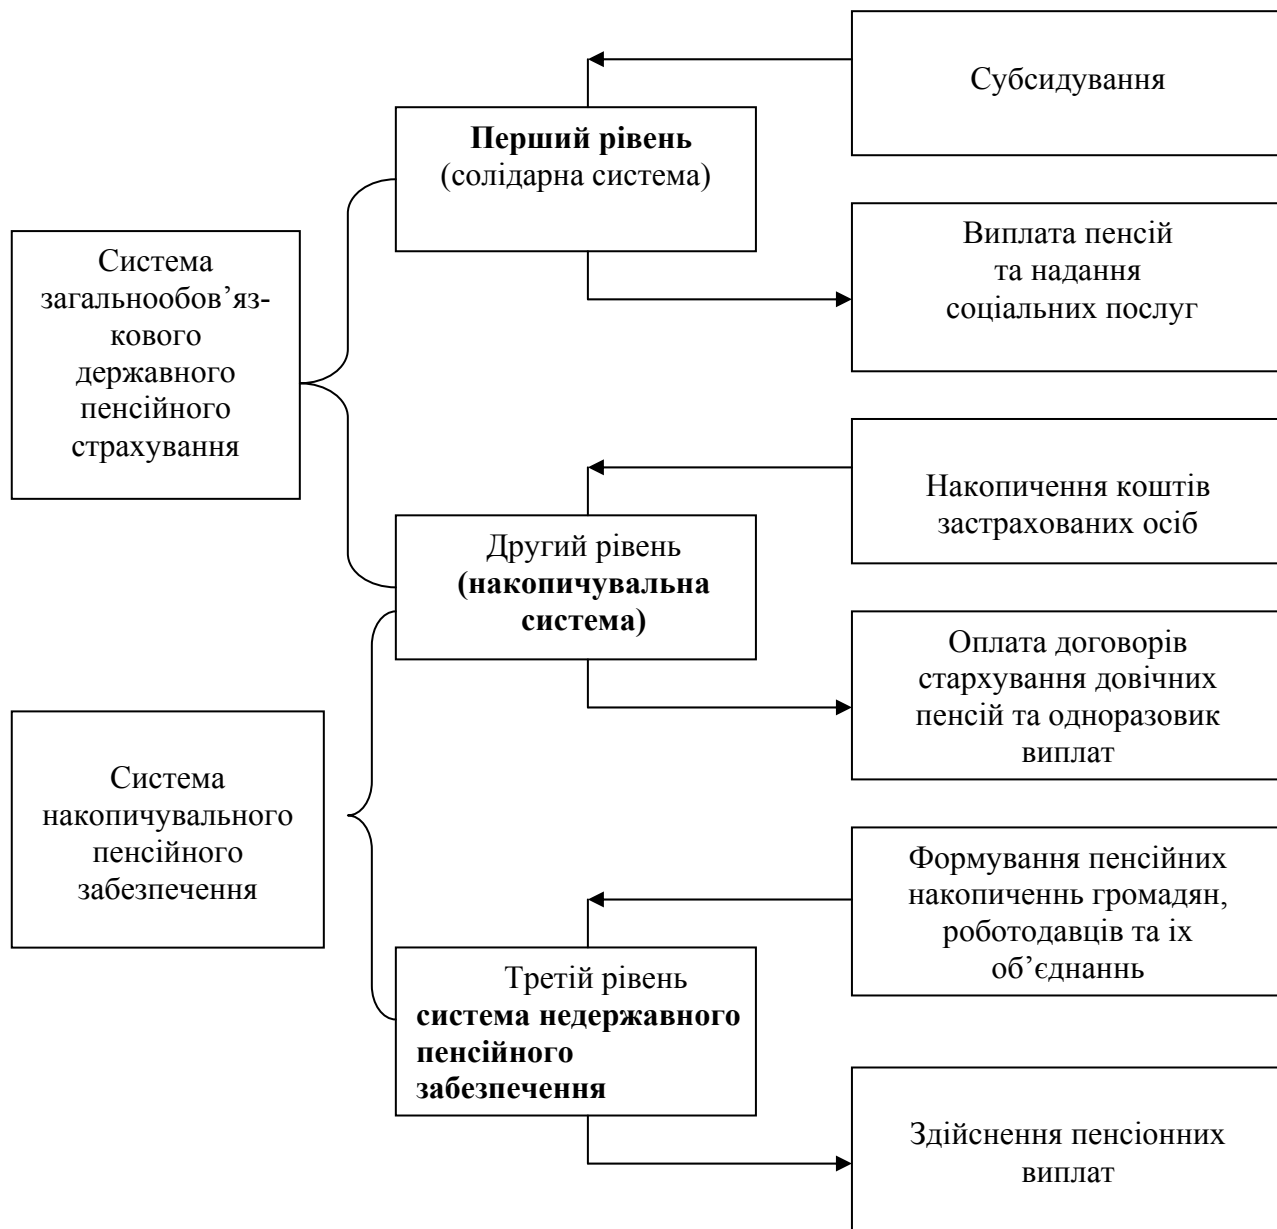 Субсидування
Перший рівень
(солідарна система)
Виплата пенсій
та надання
соціальних послуг
Система
загальнообов’яз-
кового
державного
пенсійного
страхування
Накопичення коштів
застрахованих осіб
Другий рівень
(накопичувальна
система)
Оплата договорів
стархування довічних
пенсій та одноразовик
виплат
Система
накопичувального
пенсійного
забезпечення
Формування пенсійних
накопиченнь громадян,
роботодавців та іх
об’єднаннь
Третій рівень
система недержавного
пенсійного
забезпечення
Здійснення пенсіонних
виплат